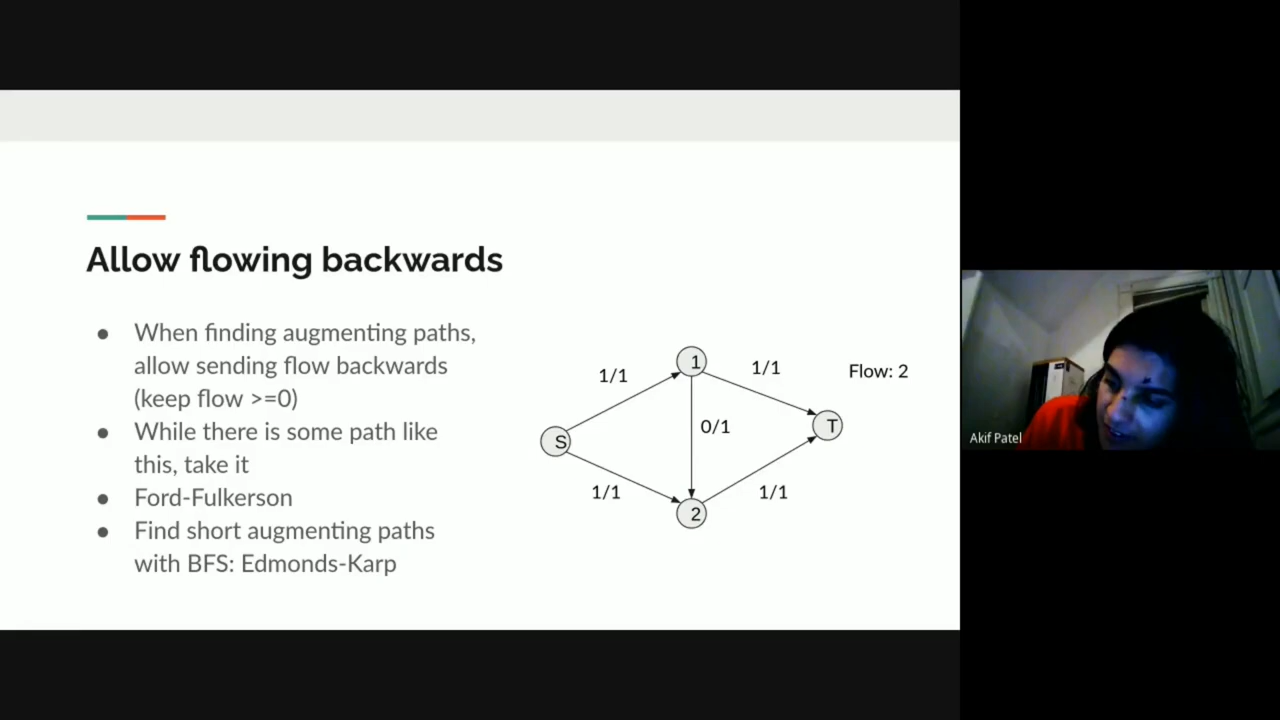 Allow flowing backwards
● When finding augmenting paths,
allow sending flow backwards
(keep flow >=0)
● While there is some path like
this, take it
● Ford-Fulkerson
● Find short augmenting paths
with BFS: Edmonds-Karp
1/1
1
1/1
Flow: 2
S
0/1
T
1/1
2
1/1
Akif Patel